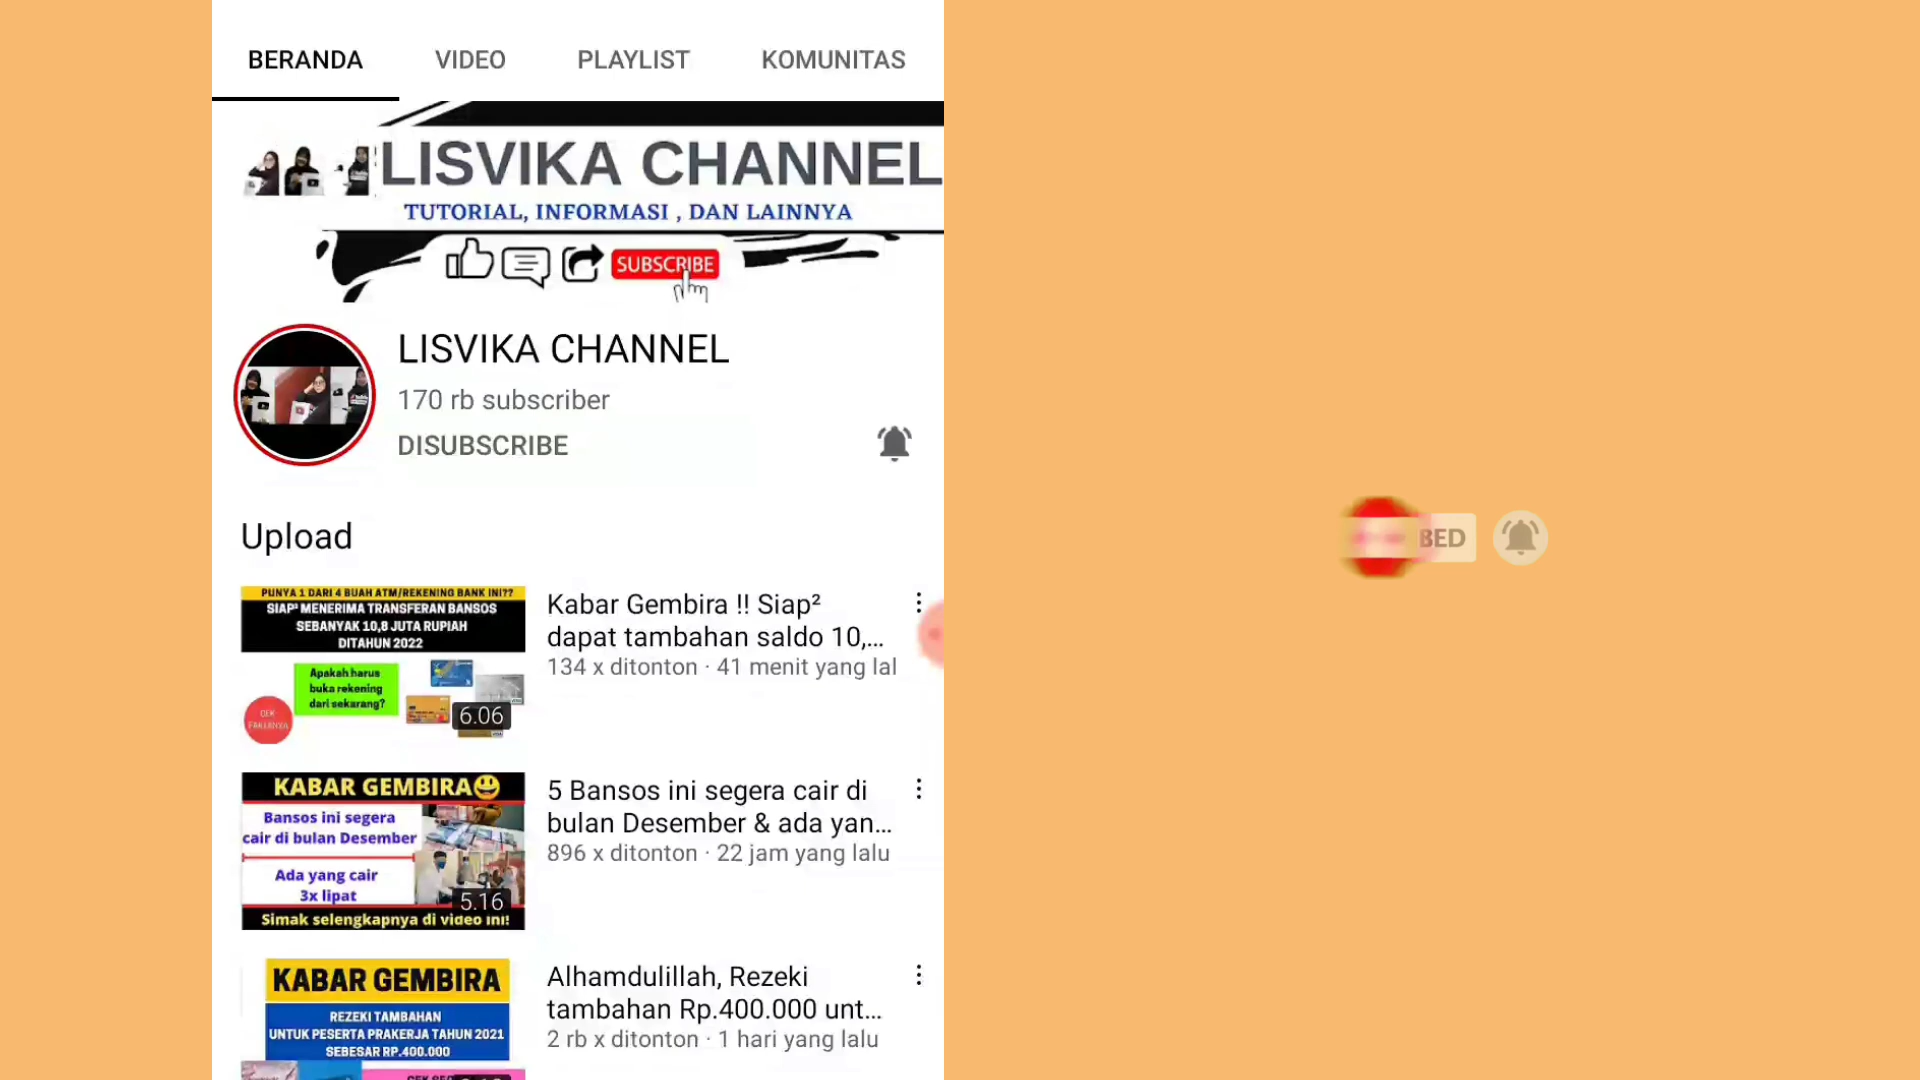 BERANDA VIDEO PLAYLIST KOMUNITAS
LISVIKA CHANNEL
TUTORIAL, INFORMASI , DAN LAINNYA
SUBSCRIBE
LISVIKA CHANNEL
170 rb subscriber
DISUBSCRIBE
Upload
PUNYA 1 DARI 4 BUAH ATM/REKENING BANK INI??
SIAP² MENERIMA TRANSFERAN BANSOS
SEBANYAK 10,8 JUTA RUPIAH
DITAHUN 2022
Apakah harus
buka rekening
dari sekarang?
CEK
FAKTANYA
6.06
Kabar Gembira !! Siap²
dapat tambahan saldo 10,...
134 x ditonton · 41 menit yang lal
KABAR GEMBIRA😃
Bansos ini segera
cair di bulan Desember
Ada yang cair
3x lipat
5.16
Simak selengkapnya di video ini!
5 Bansos ini segera cair di
bulan Desember & ada yan...
896 x ditonton · 22 jam yang lalu
KABAR GEMBIRA
REZEKI TAMBAHAN
UNTUK PESERTA PRAKERJA TAHUN 2021
SEBESAR RP.400.000
Alhamdulillah, Rezeki
tambahan Rp.400.000 unt...
2 rb x ditonton · 1 hari yang lalu
BED